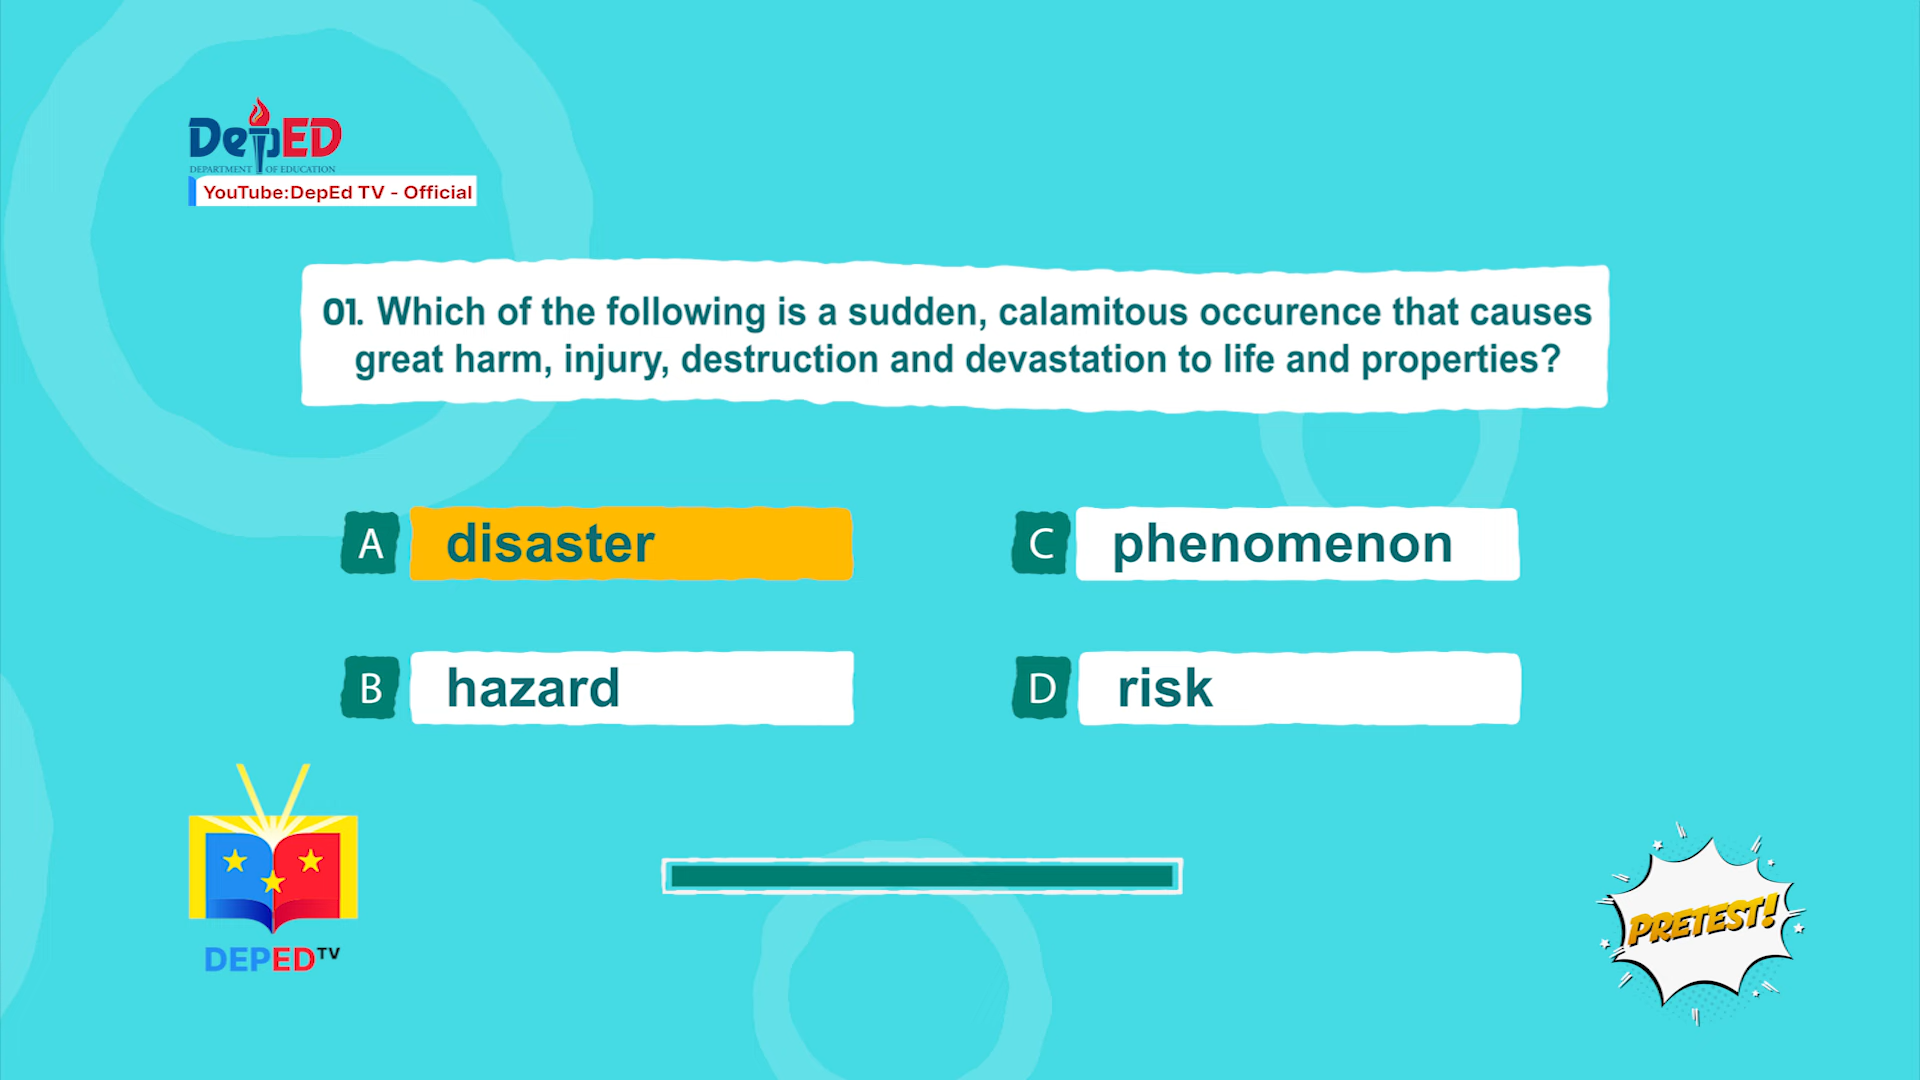 DepED
DEPARTMENT OF EDUCATION
YouTube:DepEd TV - Official
01. Which of the following is a sudden, calamitous occurence that causes
great harm, injury, destruction and devastation to life and properties?
A disaster
C phenomenon
B hazard
D risk
DEPED TV
PRETEST!